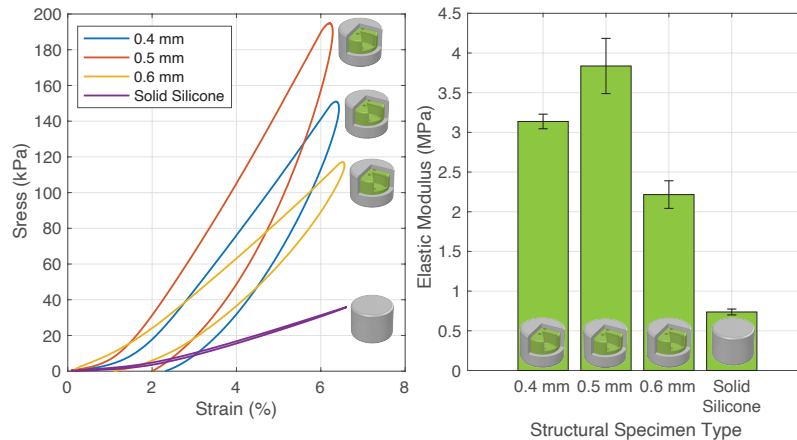 200
180
160
140
120
100
80
60
40
20
0
Sress (kPa)
0.4 mm
0.5 mm
0.6 mm
Solid Silicone
0 2 4 6 8
Strain (%)
4.5
4
3.5
3
2.5
2
1.5
1
0.5
0
Elastic Modulus (MPa)
0.4 mm 0.5 mm 0.6 mm Solid
Silicone
Structural Specimen Type